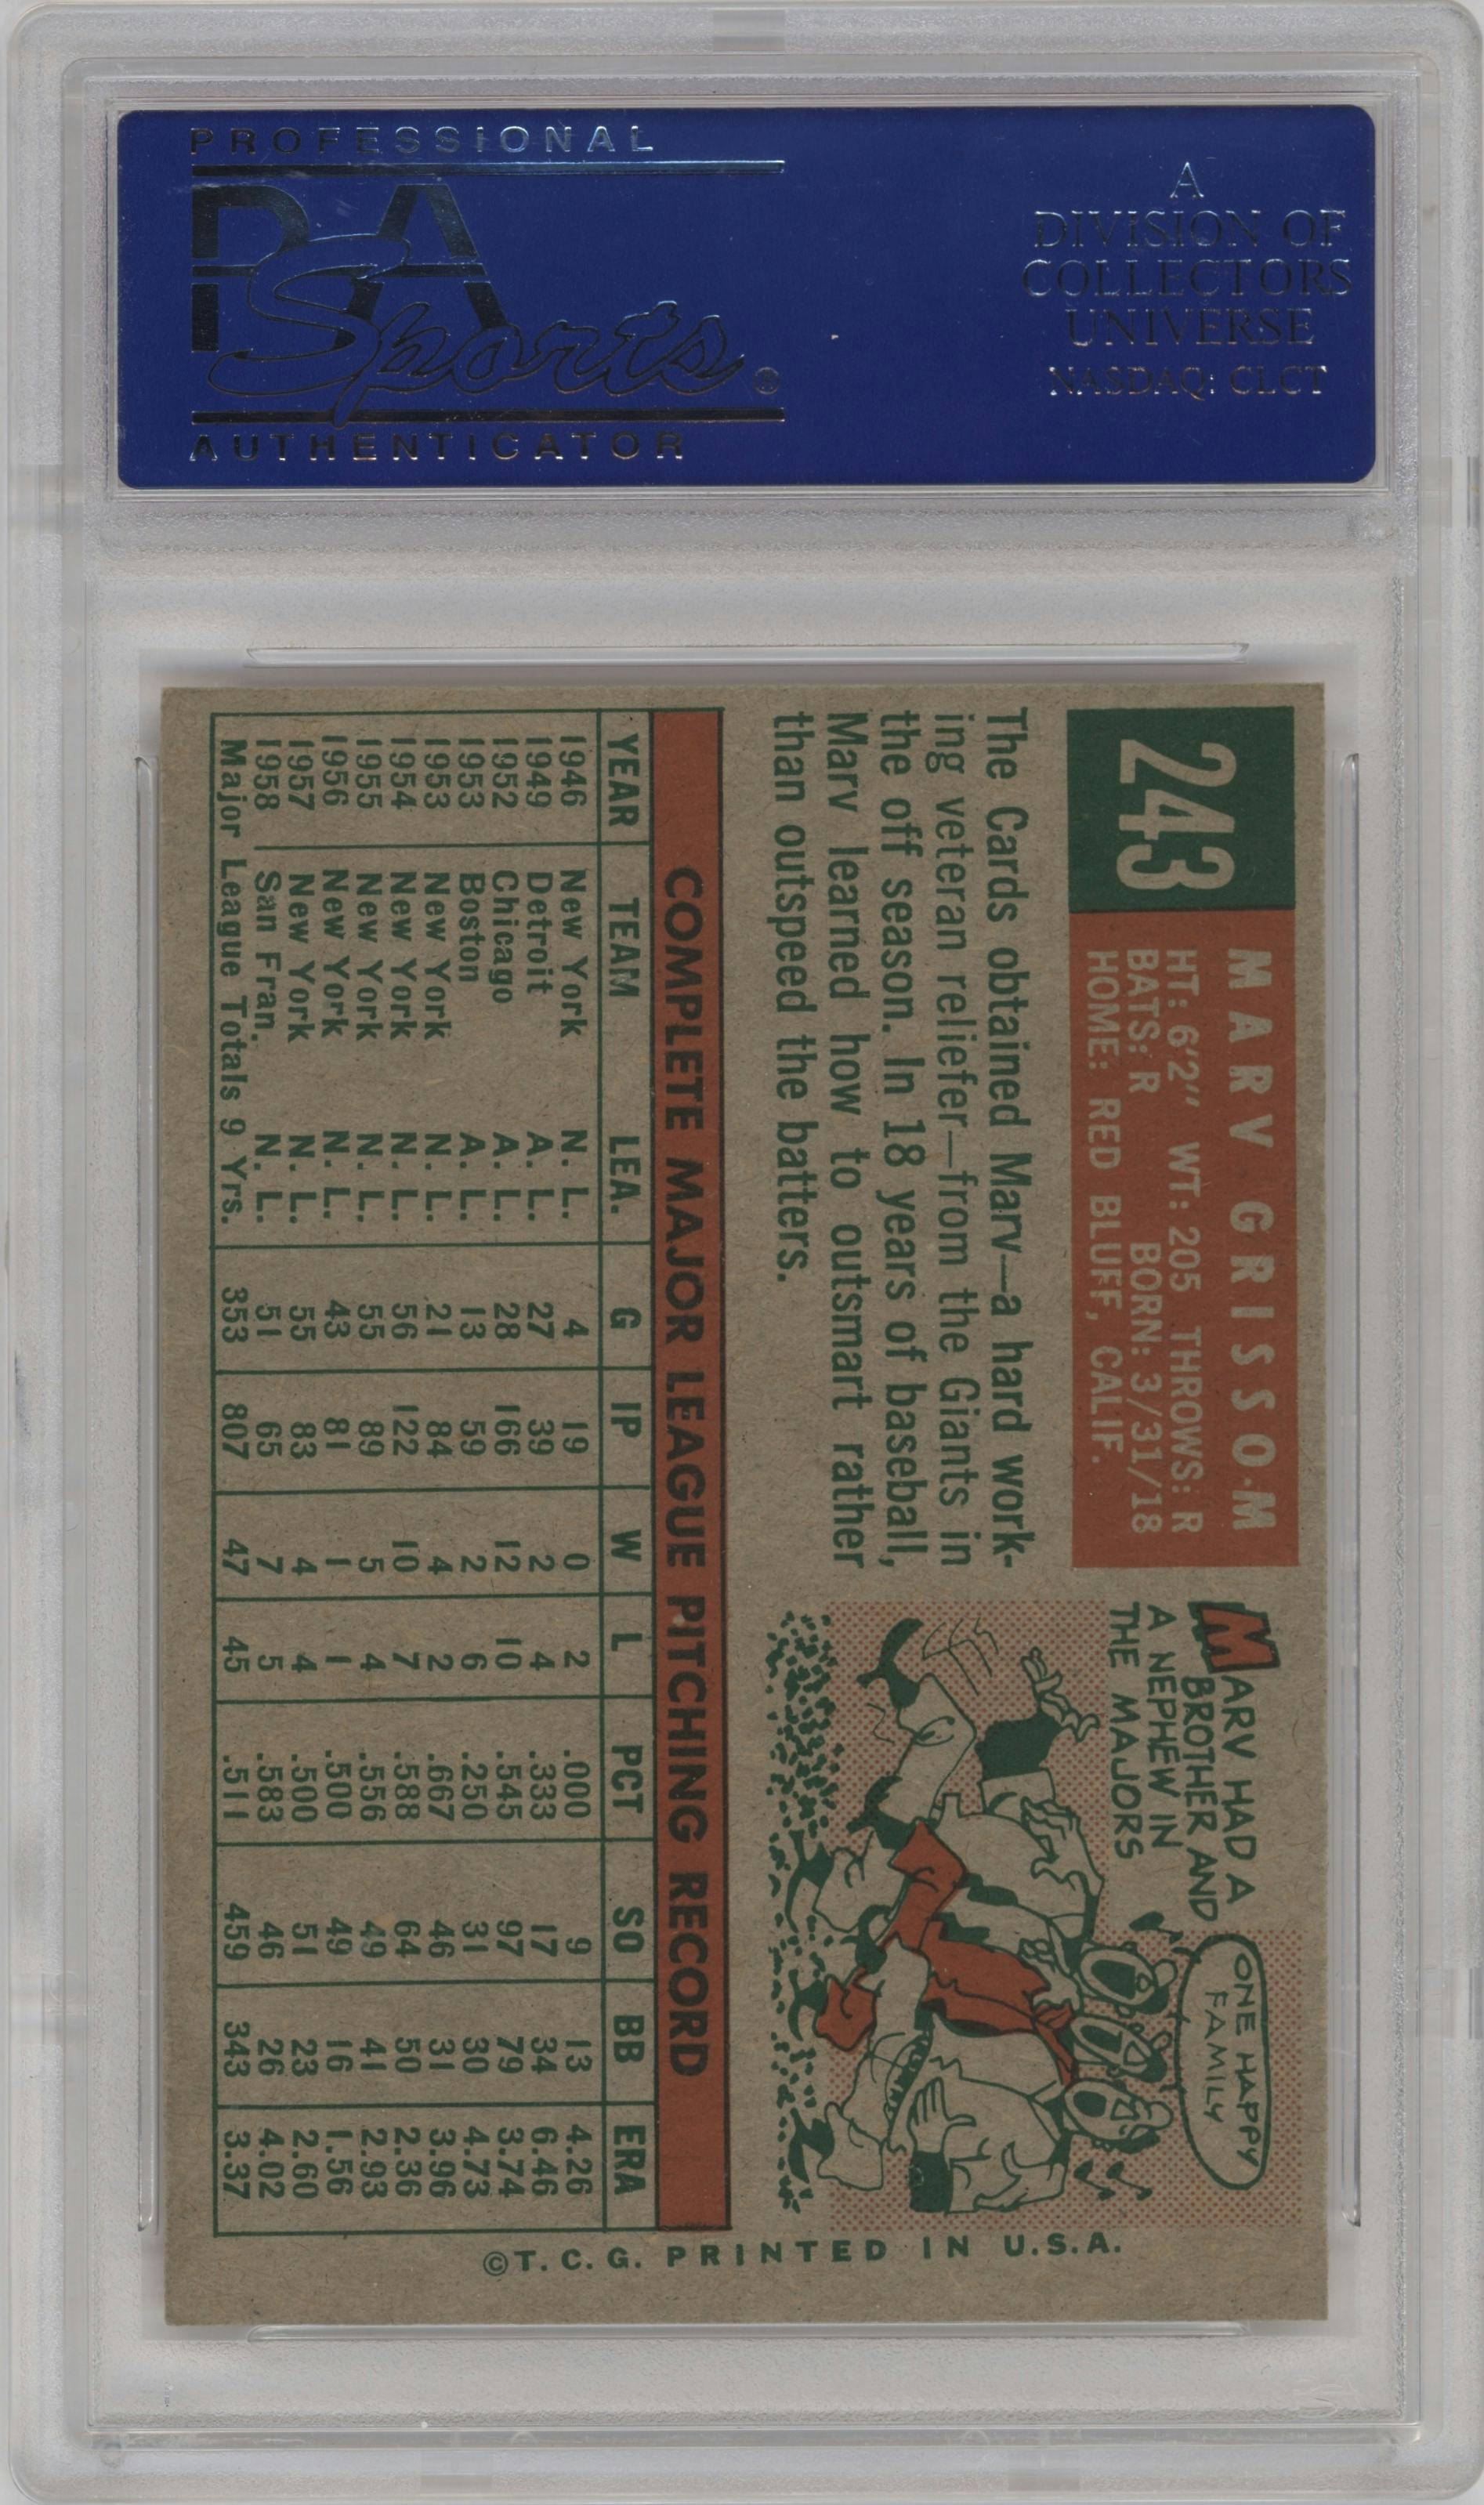 PROFESSIONAL
PSA
Sports®
AUTHENTICATOR
A
DIVISION OF
COLLECTORS
UNIVERSE
NASDAQ: CLCT
243
MARV GRISSOM
HT: 6'2" WT: 205 THROWS: R
BATS: R BORN: 3/31/18
HOME: RED BLUFF, CALIF.
The Cards obtained Marv—a hard work-
ing veteran reliefer—from the Giants in
the off season. In 18 years of baseball,
Marv learned how to outsmart rather
than outspeed the batters.
MARV HAD A
BROTHER AND
A NEPHEW IN
THE MAJORS
ONE HAPPY
FAMILY
COMPLETE MAJOR LEAGUE PITCHING RECORD
YEAR TEAM LEA. G IP W L PCT SO BB ERA
1946 New York N. L. 4 19 0 2 .000 9 13 4.26
1949 Detroit A. L. 27 39 2 4 .333 17 34 6.46
1952 Chicago A. L. 28 166 12 10 .545 97 79 3.74
1953 Boston A. L. 13 59 2 6 .250 31 30 4.73
1953 New York N. L. 21 84 4 2 .667 46 31 3.96
1954 New York N. L. 56 122 10 7 .588 64 50 2.36
1955 New York N. L. 55 89 5 4 .556 49 41 2.93
1956 New York N. L. 43 81 1 1 .500 49 16 1.56
1957 New York N. L. 55 83 4 4 .500 51 23 2.60
1958 San Fran. N. L. 51 65 7 5 .583 46 26 4.02
Major League Totals 9 Yrs. 353 807 47 45 .511 459 343 3.37
©T. C. G. PRINTED IN U.S.A.